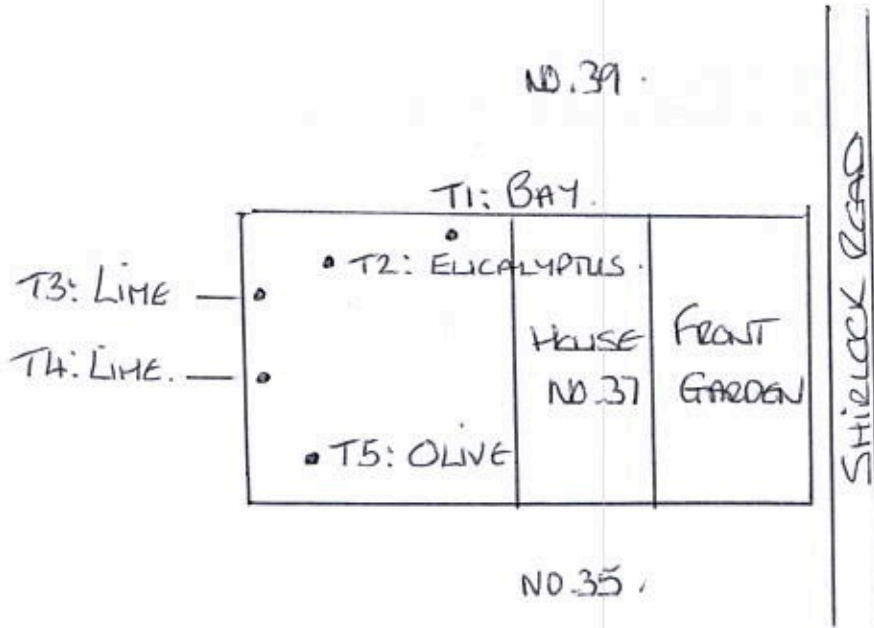 NO.39.
T1: BAY.
T2: EUCALYPTUS.
T3: LIME
T4: LIME.
T5: OLIVE
HOUSE
NO.37
FRONT
GARDEN
SHIRLOCK ROAD
NO.35.